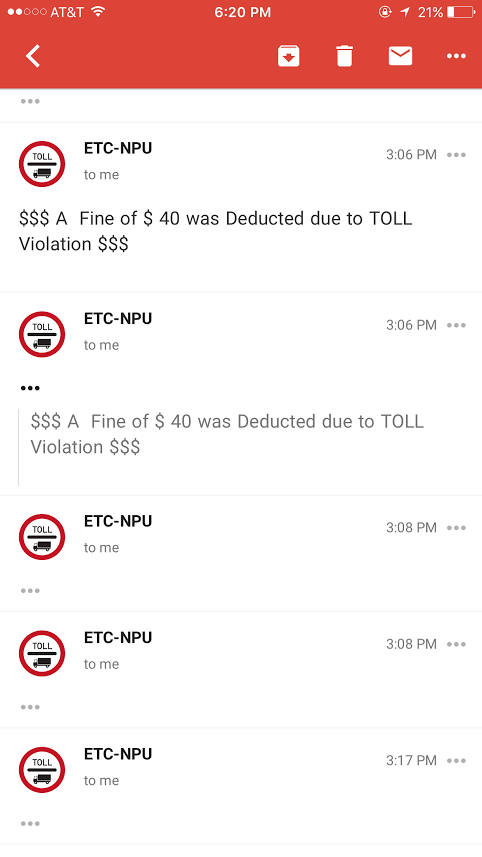 AT&T 6:20 PM 21%
ETC-NPU
3:06 PM
to me
TOLL
$$$ A Fine of $ 40 was Deducted due to TOLL
Violation $$$
ETC-NPU
3:06 PM
to me
TOLL
$$$ A Fine of $ 40 was Deducted due to TOLL
Violation $$$
ETC-NPU
3:08 PM
to me
TOLL
ETC-NPU
3:08 PM
to me
TOLL
ETC-NPU
3:17 PM
to me
TOLL